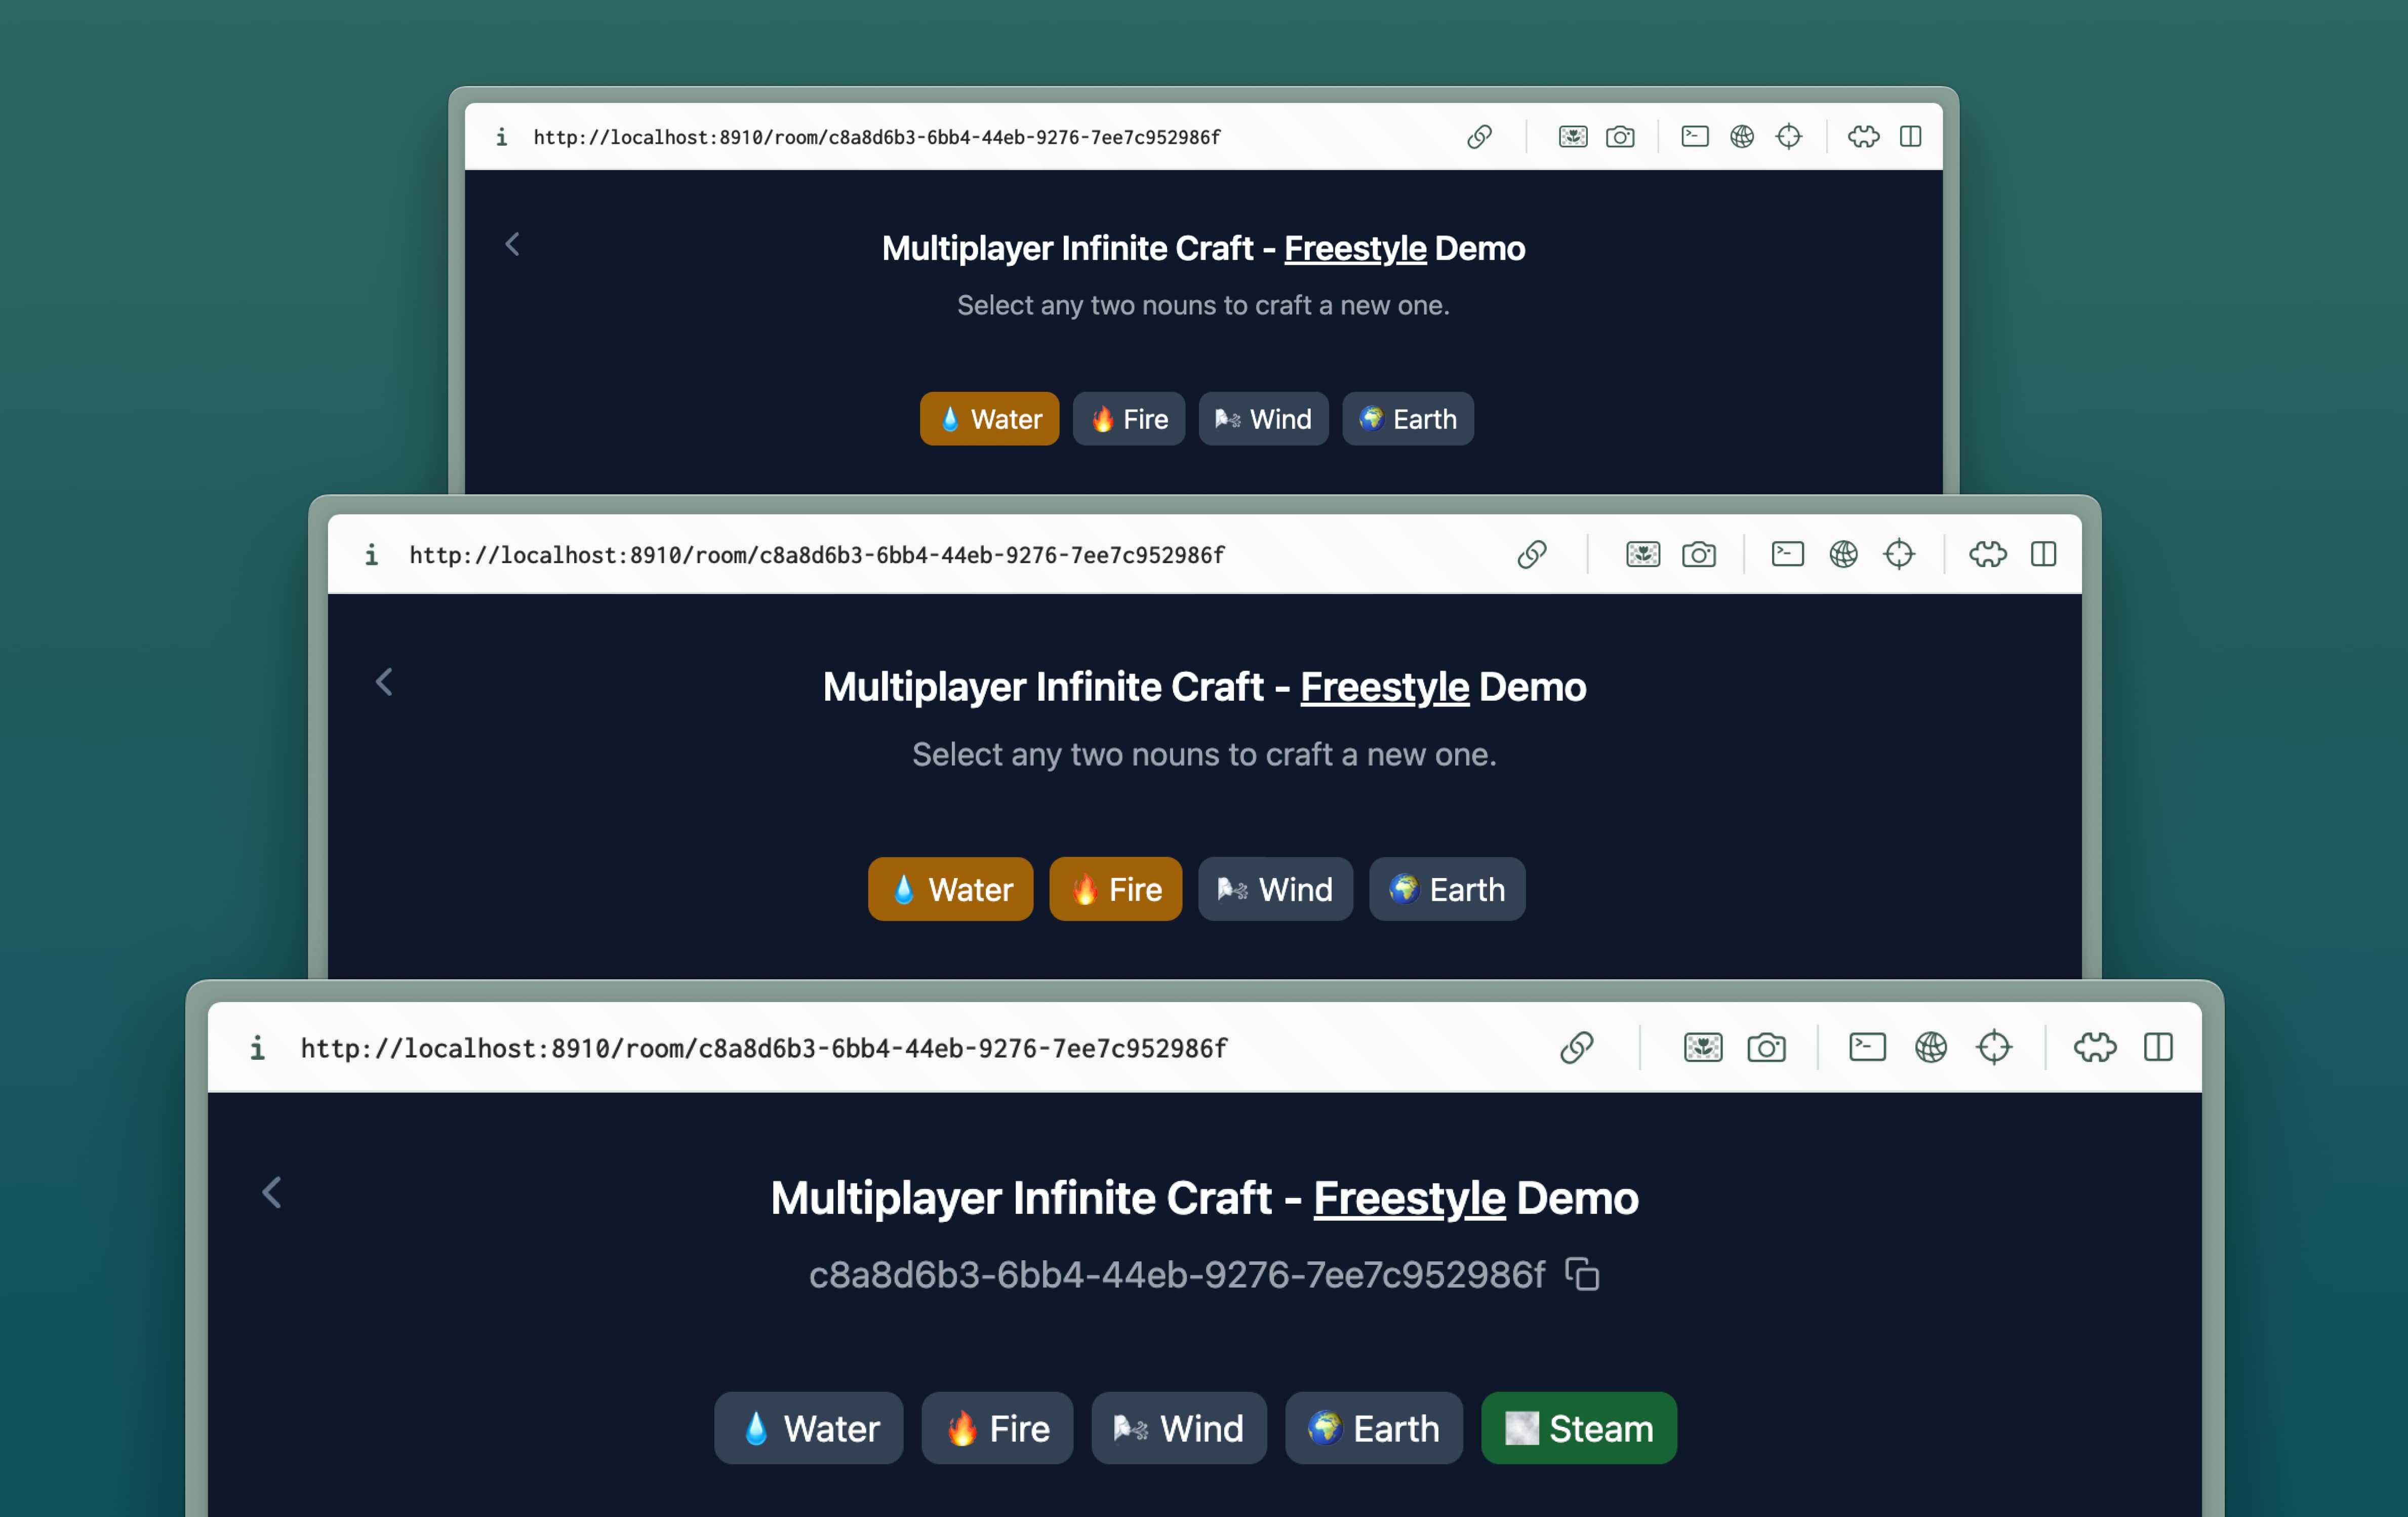 http://localhost:8910/room/c8a8d6b3-6bb4-44eb-9276-7ee7c952986f
Multiplayer Infinite Craft - Freestyle Demo
Select any two nouns to craft a new one.
💧 Water 🔥 Fire 🌬️ Wind 🌍 Earth
http://localhost:8910/room/c8a8d6b3-6bb4-44eb-9276-7ee7c952986f
Multiplayer Infinite Craft - Freestyle Demo
Select any two nouns to craft a new one.
💧 Water 🔥 Fire 🌬️ Wind 🌍 Earth
http://localhost:8910/room/c8a8d6b3-6bb4-44eb-9276-7ee7c952986f
Multiplayer Infinite Craft - Freestyle Demo
c8a8d6b3-6bb4-44eb-9276-7ee7c952986f
💧 Water 🔥 Fire 🌬️ Wind 🌍 Earth Steam